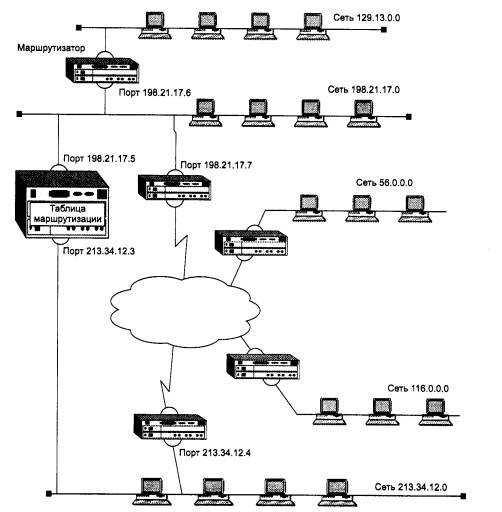 Сеть 129.13.0.0
Маршрутизатор
Порт 198.21.17.6
Сеть 198.21.17.0
Порт 198.21.17.5
Порт 198.21.17.7
Сеть 56.0.0.0
Таблица
маршрутизации
Порт 213.34.12.3
Сеть 116.0.0.0
Порт 213.34.12.4
Сеть 213.34.12.0